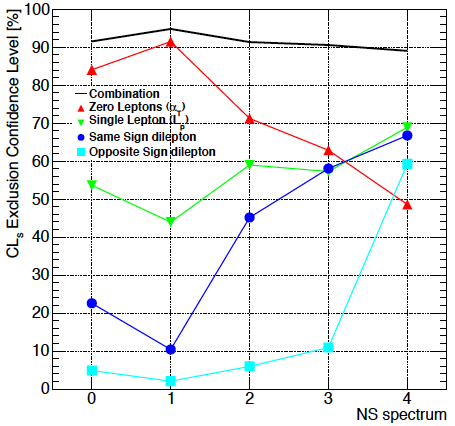 CLs Exclusion Confidence Level [%]
100
90
80
70
60
50
40
30
20
10
0
Combination
Zero Leptons (αT)
Single Lepton (Lp)
Same Sign dilepton
Opposite Sign dilepton
0 1 2 3 4
NS spectrum